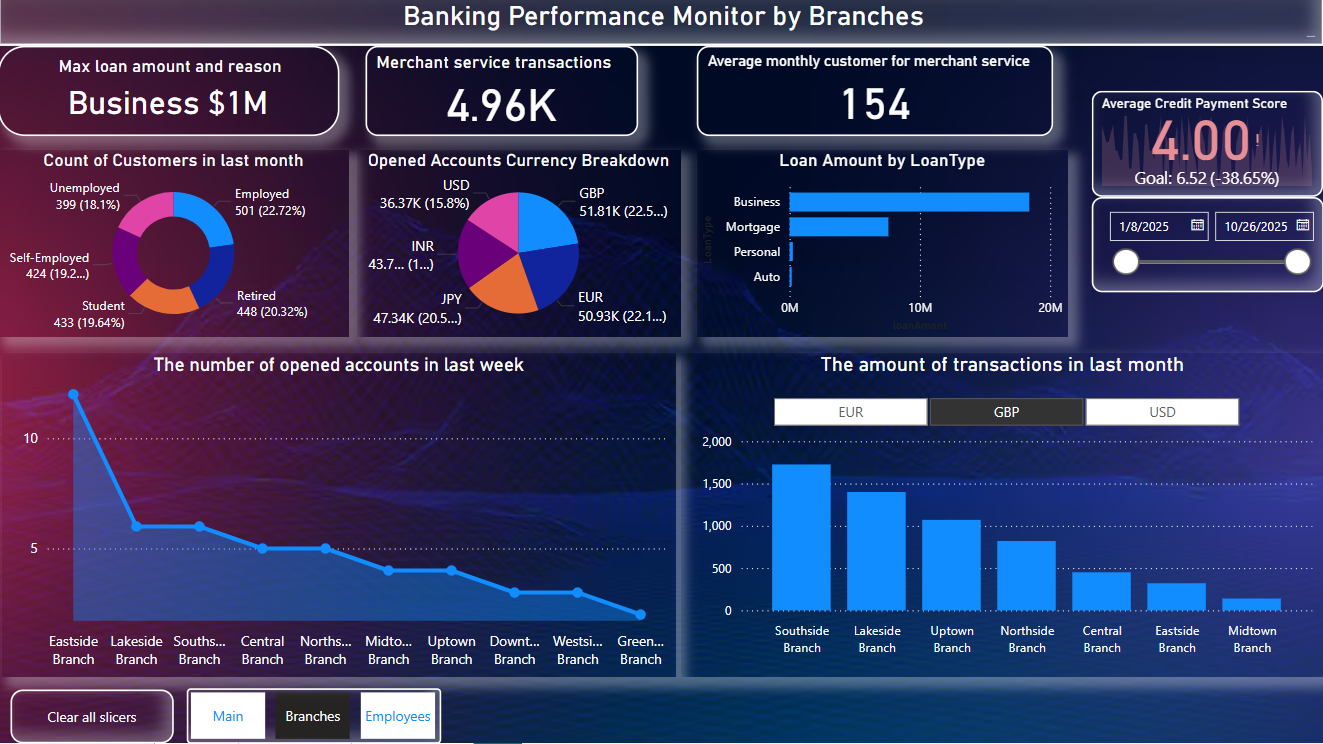 Banking Performance Monitor by Branches
Max loan amount and reason
Business $1M
Merchant service transactions
4.96K
Average monthly customer for merchant service
154
Average Credit Payment Score
4.00!
Goal: 6.52 (-38.65%)
1/8/2025
10/26/2025
Count of Customers in last month
Unemployed
399 (18.1%)
Employed
501 (22.72%)
Self-Employed
424 (19.2...)
Student
433 (19.64%)
Retired
448 (20.32%)
Opened Accounts Currency Breakdown
USD
36.37K (15.8%)
GBP
51.81K (22.5...)
INR
43.7... (1...)
JPY
47.34K (20.5...)
EUR
50.93K (22.1...)
Loan Amount by LoanType
LoanType
Business
Mortgage
Personal
Auto
0M
10M
20M
loanAmont
The number of opened accounts in last week
10
5
Eastside
Branch
Lakeside
Branch
Souths...
Branch
Central
Branch
Norths...
Branch
Midto...
Branch
Uptown
Branch
Downt...
Branch
Westsi...
Branch
Green...
Branch
The amount of transactions in last month
EUR
GBP
USD
2,000
1,500
1,000
500
0
Southside
Branch
Lakeside
Branch
Uptown
Branch
Northside
Branch
Central
Branch
Eastside
Branch
Midtown
Branch
Clear all slicers
Main
Branches
Employees